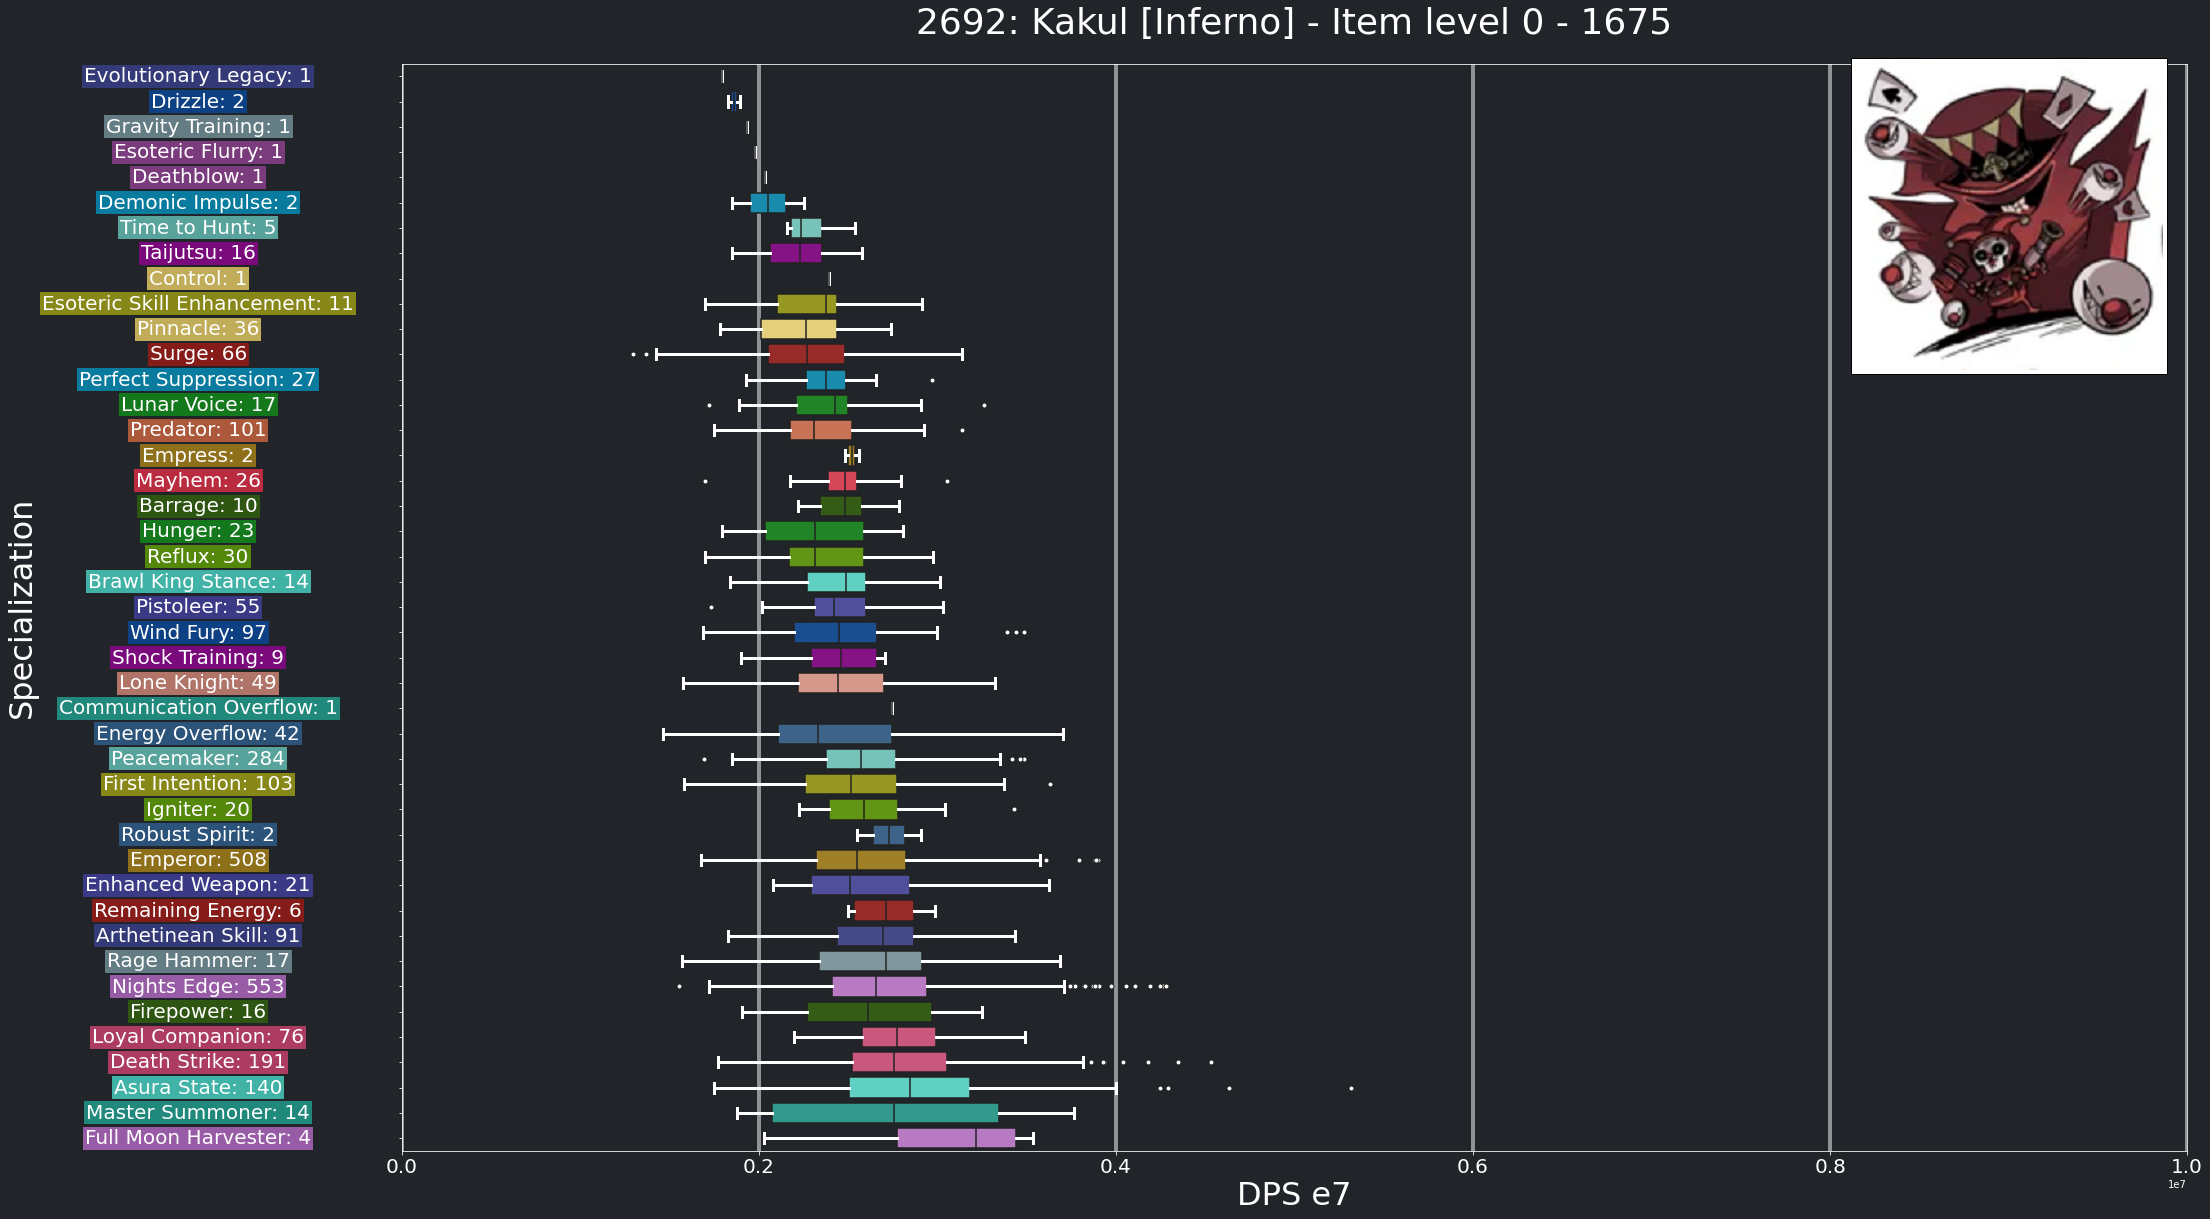 2692: Kakul [Inferno] - Item level 0 - 1675
Evolutionary Legacy: 1
Drizzle: 2
Gravity Training: 1
Esoteric Flurry: 1
Deathblow: 1
Demonic Impulse: 2
Time to Hunt: 5
Taijutsu: 16
Control: 1
Esoteric Skill Enhancement: 11
Pinnacle: 36
Surge: 66
Perfect Suppression: 27
Lunar Voice: 17
Predator: 101
Empress: 2
Mayhem: 26
Barrage: 10
Hunger: 23
Reflux: 30
Brawl King Stance: 14
Pistoleer: 55
Wind Fury: 97
Shock Training: 9
Lone Knight: 49
Communication Overflow: 1
Energy Overflow: 42
Peacemaker: 284
First Intention: 103
Igniter: 20
Robust Spirit: 2
Emperor: 508
Enhanced Weapon: 21
Remaining Energy: 6
Arthetinean Skill: 91
Rage Hammer: 17
Nights Edge: 553
Firepower: 16
Loyal Companion: 76
Death Strike: 191
Asura State: 140
Master Summoner: 14
Full Moon Harvester: 4
Specialization
0.0 0.2 0.4 0.6 0.8 1.0
1e7
DPS e7